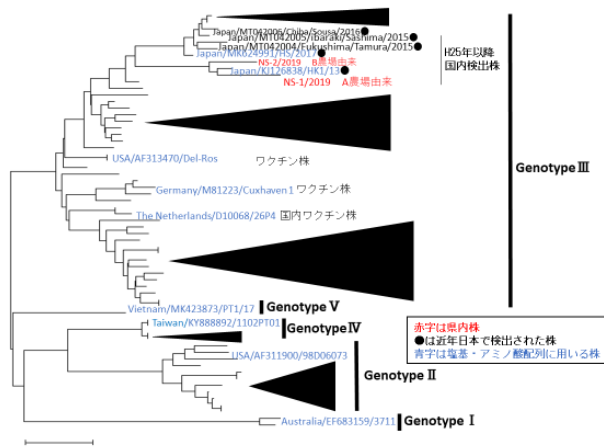 Japan/MT042006/Chiba/Sousa/2016●
Japan/MT042005/Ibaraki/Sashima/2015●
Japan/MT042004/Fukushima/Tamura/2015●
Japan/MK624991/HS/2017●
NS-2/2019 B農場由来
Japan/KJ126838/HK1/13●
NS-1/2019 A農場由来
H25年以降
国内検出株
USA/AF313470/Del-Ros ワクチン株
Genotype Ⅲ
Germany/M81223/Cuxhaven1 ワクチン株
The Netherlands/D10068/26P4 国内ワクチン株
Vietnam/MK423873/PT1/17 Genotype Ⅴ
Taiwan/KY888892/1102PT01 Genotype Ⅳ
USA/AF311900/98D06073
Genotype Ⅱ
赤字は県内株
●は近年日本で検出された株
青字は塩基・アミノ酸配列に用いる株
Australia/EF683159/3711 Genotype Ⅰ